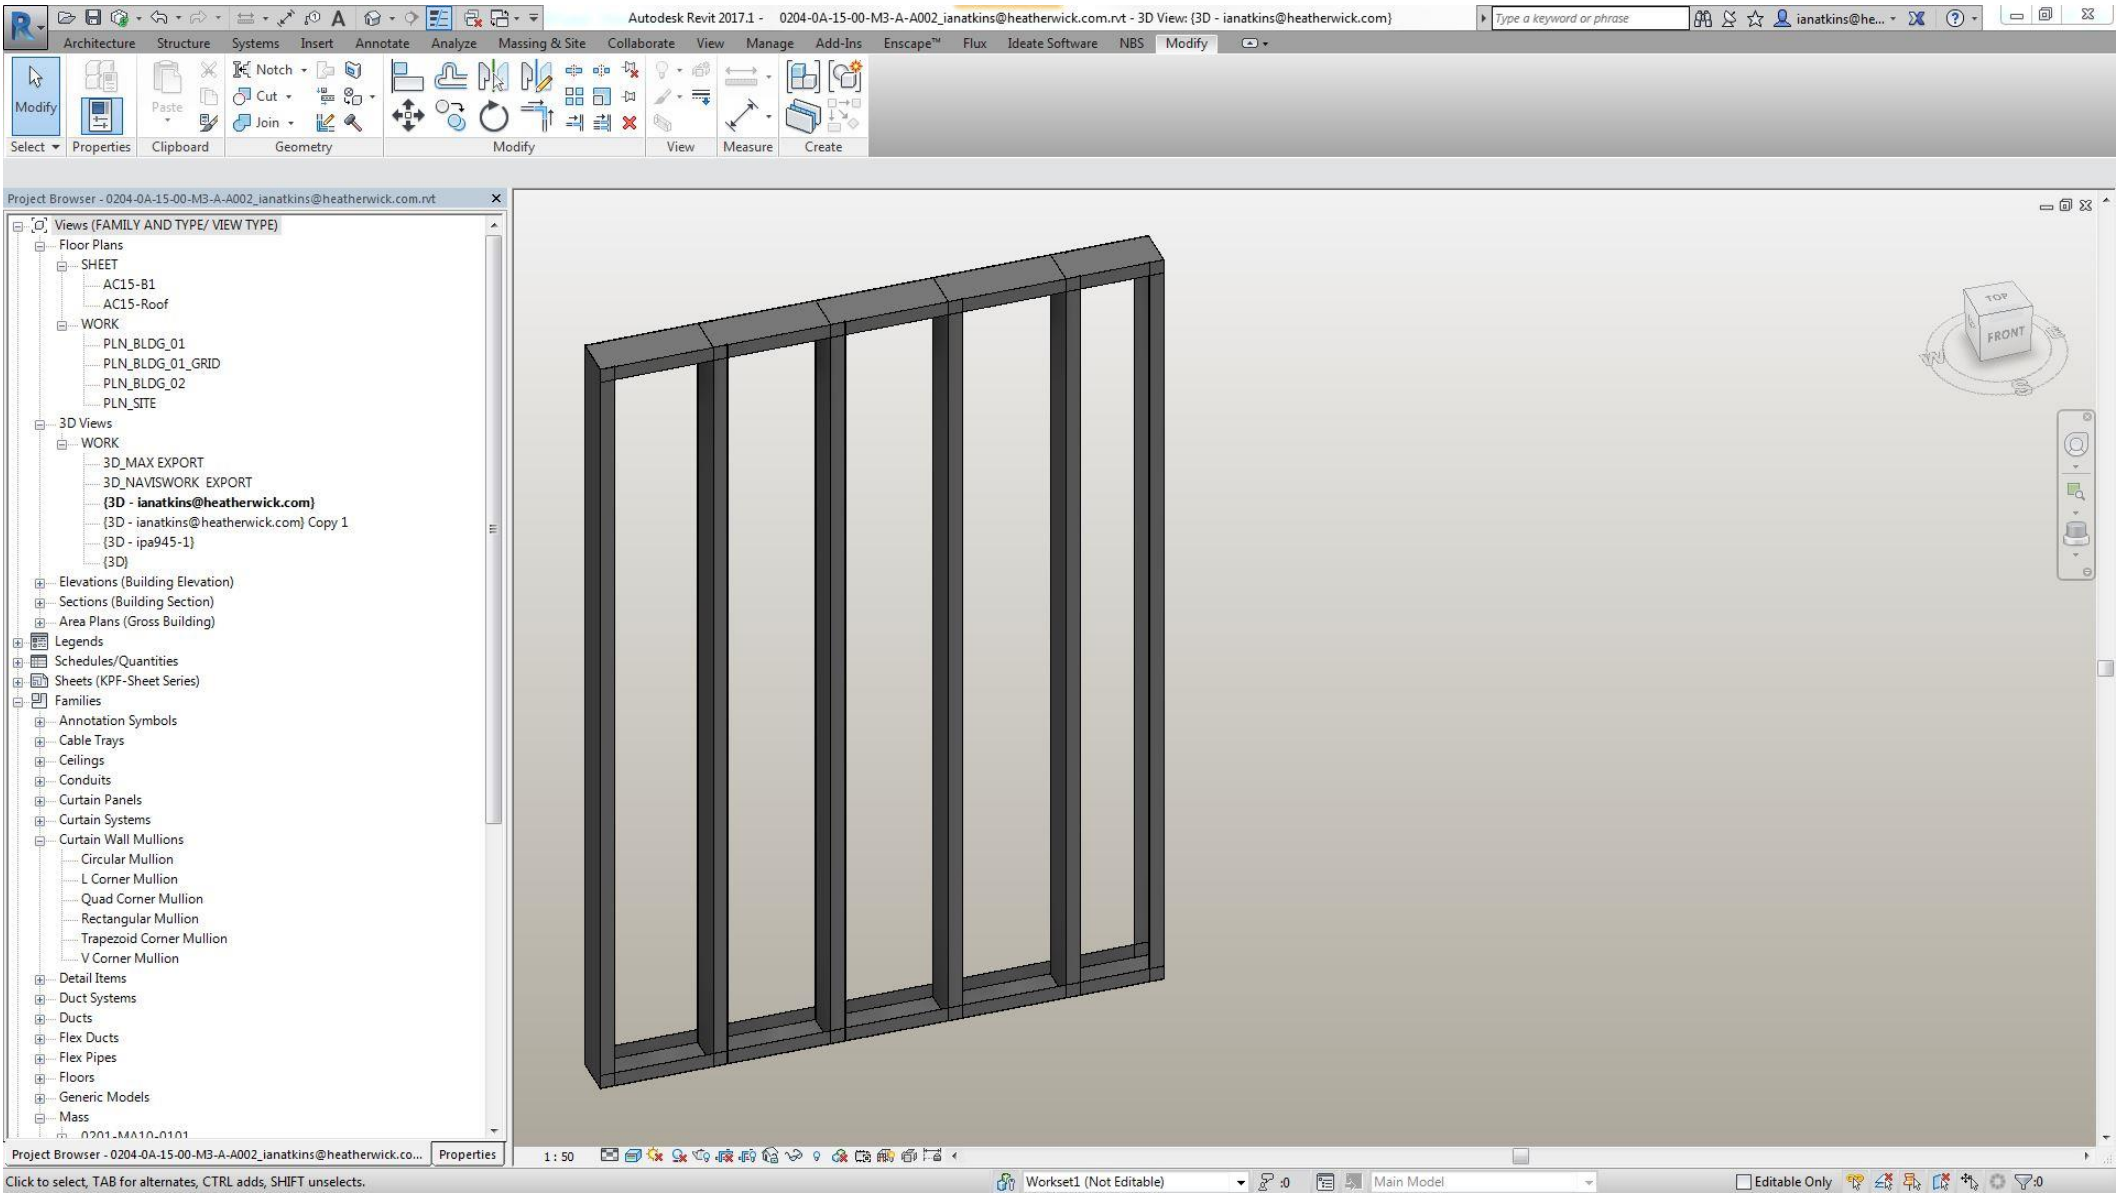 Autodesk Revit 2017.1 - 0204-0A-15-00-M3-A-A002_ianatkins@heatherwick.com.rvt - 3D View: {3D - ianatkins@heatherwick.com}
Type a keyword or phrase
ianatkins@he...
Architecture Structure Systems Insert Annotate Analyze Massing & Site Collaborate View Manage Add-Ins Enscape™ Flux Ideate Software NBS Modify
Modify
Paste
Notch
Cut
Join
Select Properties Clipboard Geometry Modify View Measure Create
Project Browser - 0204-0A-15-00-M3-A-A002_ianatkins@heatherwick.com.rvt
Views (FAMILY AND TYPE/ VIEW TYPE)
Floor Plans
SHEET
AC15-B1
AC15-Roof
WORK
PLN_BLDG_01
PLN_BLDG_01_GRID
PLN_BLDG_02
PLN_SITE
3D Views
WORK
3D_MAX EXPORT
3D_NAVISWORK EXPORT
{3D - ianatkins@heatherwick.com}
{3D - ianatkins@heatherwick.com} Copy 1
{3D - ipa945-1}
{3D}
Elevations (Building Elevation)
Sections (Building Section)
Area Plans (Gross Building)
Legends
Schedules/Quantities
Sheets (KPF-Sheet Series)
Families
Annotation Symbols
Cable Trays
Ceilings
Conduits
Curtain Panels
Curtain Systems
Curtain Wall Mullions
Circular Mullion
L Corner Mullion
Quad Corner Mullion
Rectangular Mullion
Trapezoid Corner Mullion
V Corner Mullion
Detail Items
Duct Systems
Ducts
Flex Ducts
Flex Pipes
Floors
Generic Models
Mass
0201-MA10-0101
TOP
FRONT
W
S
Project Browser - 0204-0A-15-00-M3-A-A002_ianatkins@heatherwick.co...
Properties
1 : 50
Click to select, TAB for alternates, CTRL adds, SHIFT unselects.
Workset1 (Not Editable)
:0
Main Model
Editable Only
:0